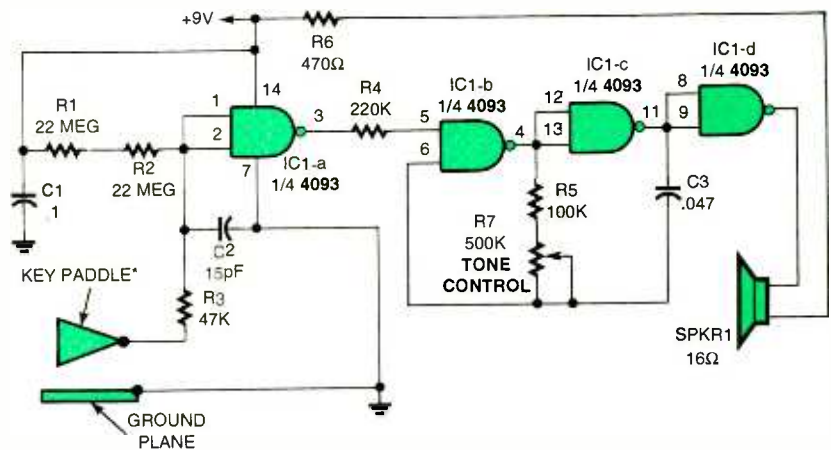 +9V
R6
470Ω
R1
22 MEG
R2
22 MEG
C1
.1
1
2
14
3
7
IC1-a
1/4 4093
R4
220K
IC1-b
1/4 4093
5
6
4
IC1-c
1/4 4093
12
13
11
IC1-d
1/4 4093
8
9
C2
15pF
R3
47K
R5
100K
R7
500K
TONE
CONTROL
C3
.047
KEY PADDLE*
GROUND
PLANE
SPKR1
16Ω